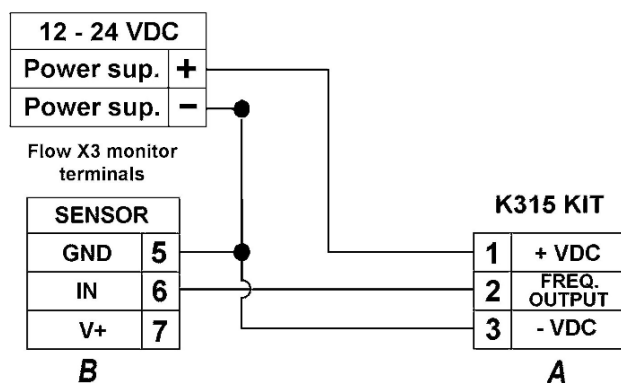 12 - 24 VDC
Power sup. +
Power sup. −
Flow X3 monitor
terminals
SENSOR
GND 5
IN 6
V+ 7
B
K315 KIT
1 + VDC
2 FREQ.
OUTPUT
3 - VDC
A